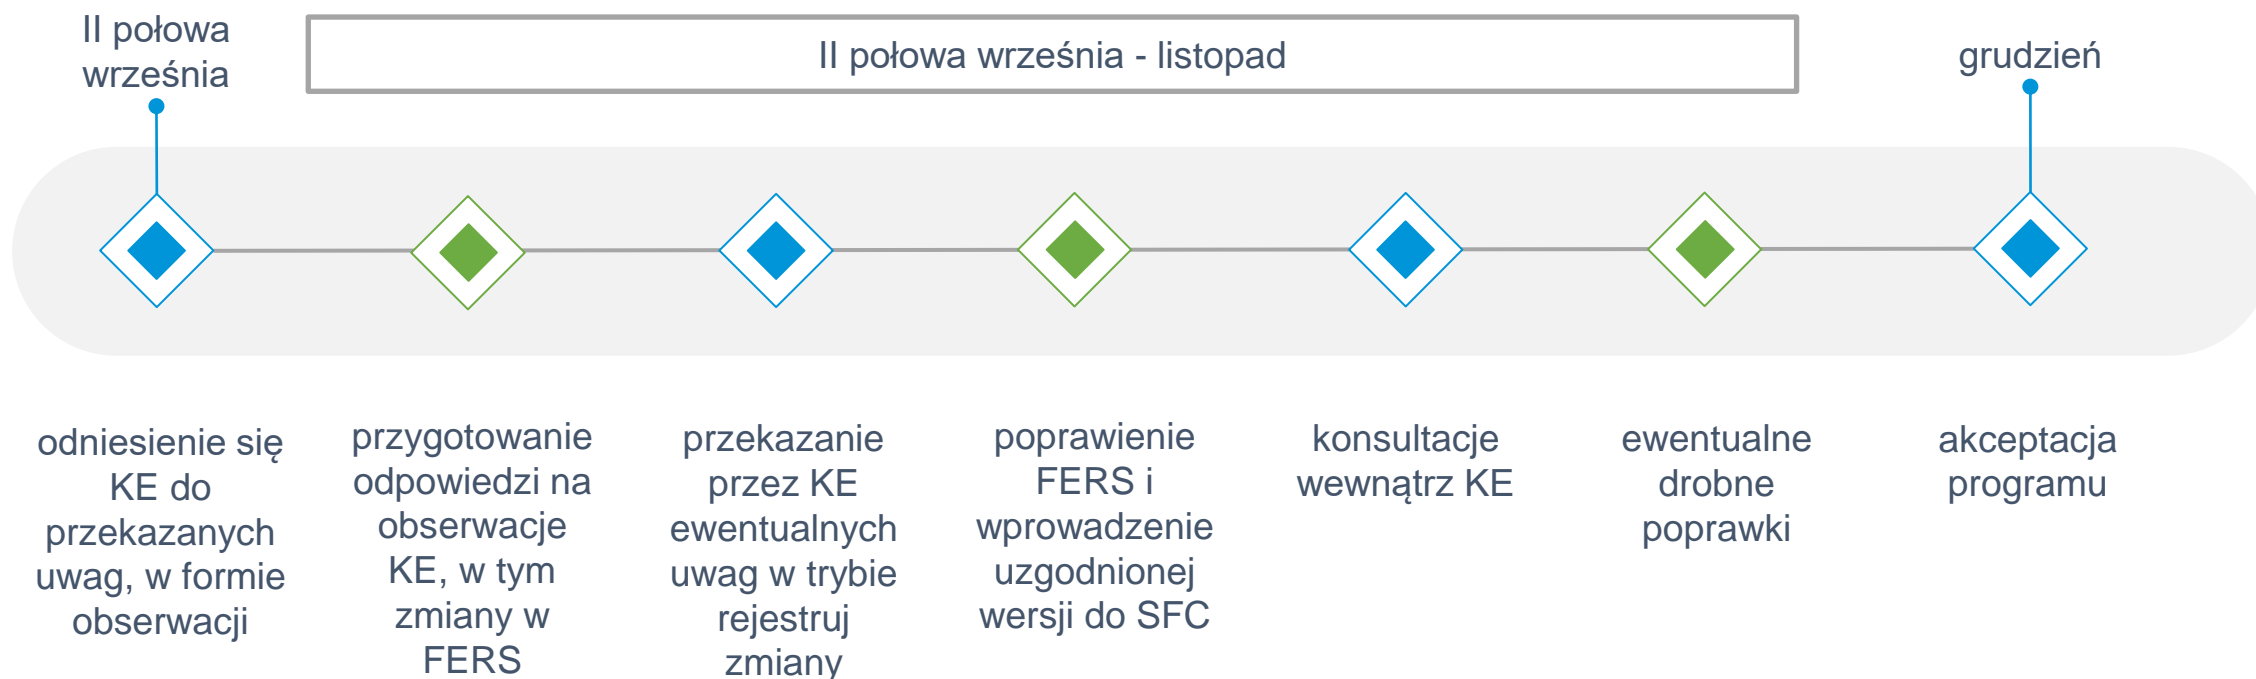 II połowa
września
II połowa września - listopad
grudzień
odniesienie się
KE do
przekazanych
uwag, w formie
obserwacji
przygotowanie
odpowiedzi na
obserwacje
KE, w tym
zmiany w
FERS
przekazanie
przez KE
ewentualnych
uwag w trybie
rejestruj
zmiany
poprawienie
FERS i
wprowadzenie
uzgodnionej
wersji do SFC
konsultacje
wewnątrz KE
ewentualne
drobne
poprawki
akceptacja
programu